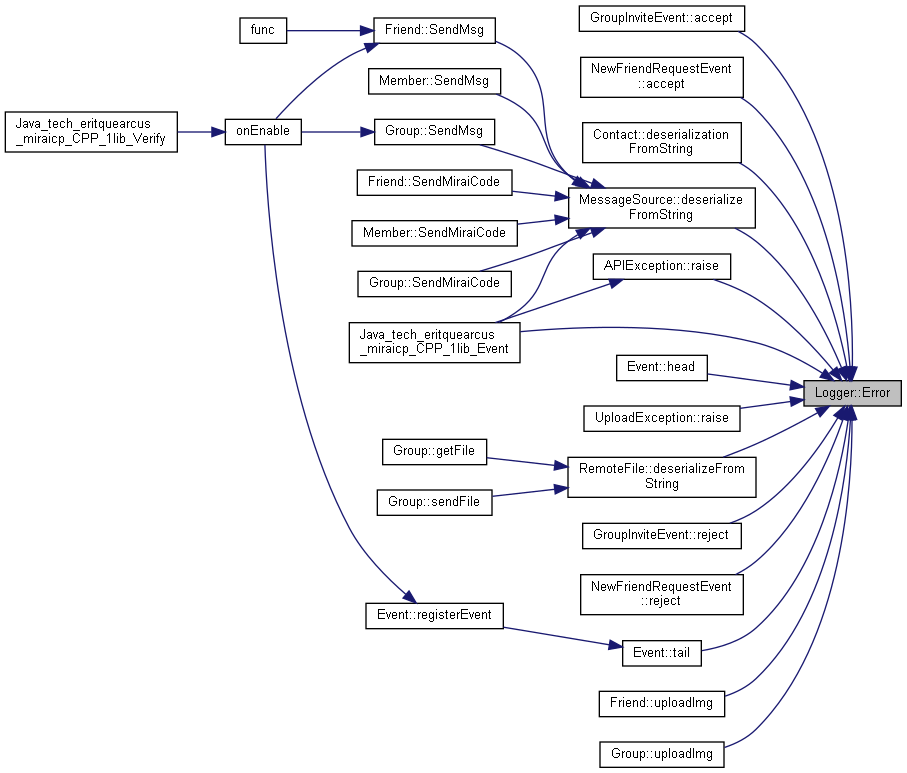 GroupInviteEvent::accept
func
Friend::SendMsg
NewFriendRequestEvent
::accept
Member::SendMsg
Java_tech_eritquearcus
_miraicp_CPP_1lib_Verify
onEnable
Group::SendMsg
Contact::deserialization
FromString
Friend::SendMiraiCode
MessageSource::deserialize
FromString
Member::SendMiraiCode
APIException::raise
Group::SendMiraiCode
Java_tech_eritquearcus
_miraicp_CPP_1lib_Event
Event::head
Logger::Error
UploadException::raise
Group::getFile
RemoteFile::deserializeFrom
String
Group::sendFile
GroupInviteEvent::reject
NewFriendRequestEvent
::reject
Event::registerEvent
Event::tail
Friend::uploadImg
Group::uploadImg